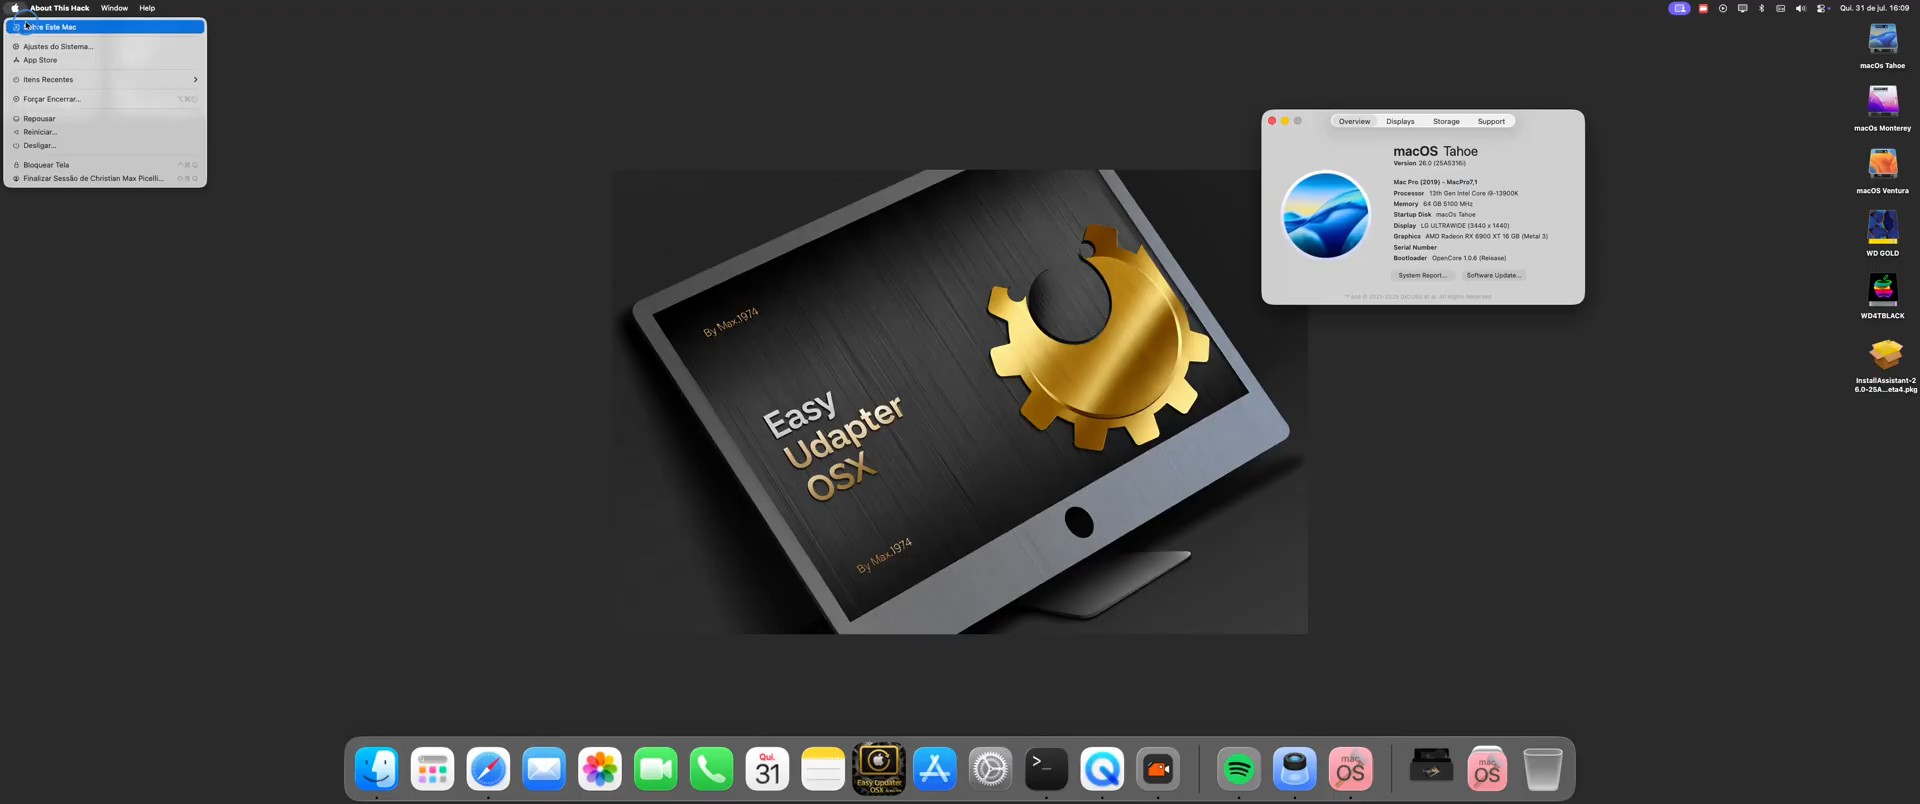 About This Hack Window Help
Qui. 31 de jul. 16:09
Sobre Este Mac
Ajustes do Sistema...
App Store
Itens Recentes
Forçar Encerrar...
Repousar
Reiniciar...
Desligar...
Bloquear Tela
Finalizar Sessão de Christian Max Picelli...
Overview Displays Storage Support
macOS Tahoe
Version 26.0 (25A5316i)
Mac Pro (2019) - MacPro7,1
Processor 13th Gen Intel Core i9-13900K
Memory 64 GB 5100 MHz
Startup Disk macOs Tahoe
Display LG ULTRAWIDE (3440 x 1440)
Graphics AMD Radeon RX 6900 XT 16 GB (Metal 3)
Serial Number
Bootloader OpenCore 1.0.6 (Release)
System Report... Software Update...
By Max.1974
Easy
Udapter
OSX
By Max.1974
macOs Tahoe
macOs Monterey
macOS Ventura
WD GOLD
WD4TBLACK
InstallAssistant-2
6.0-25A...eta4.pkg
Qui.
31
Easy Updater
OSX
>_
mac
OS
mac
OS